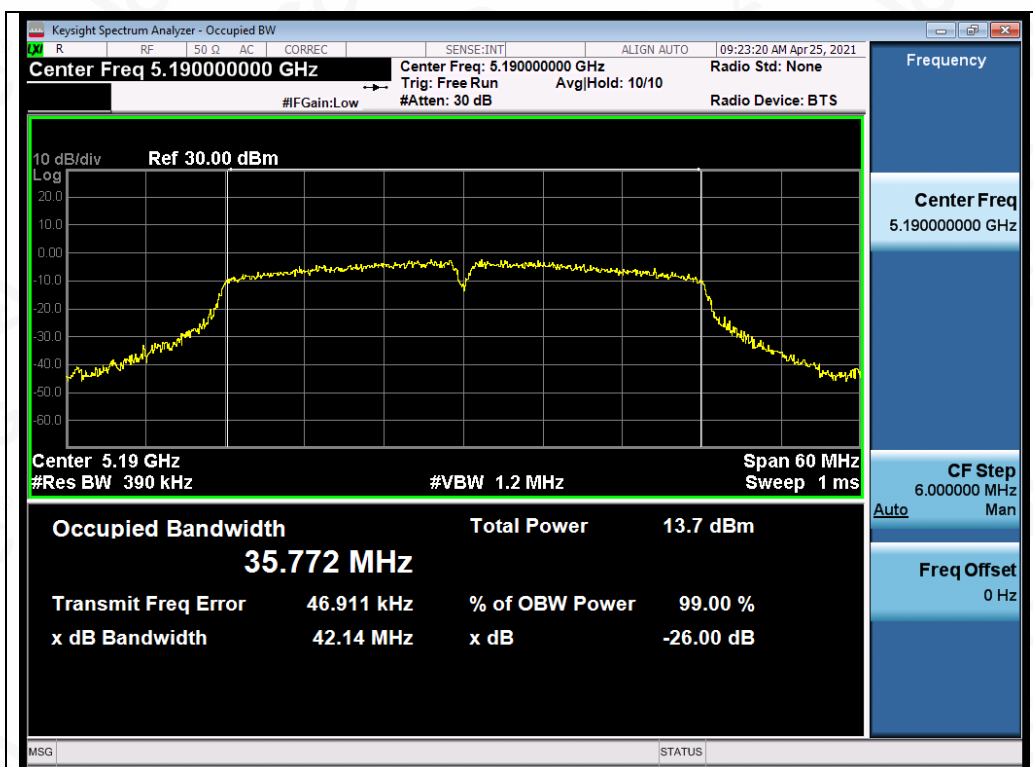 Keysight Spectrum Analyzer - Occupied BW
LXI R RF 50 Ω AC CORREC SENSE:INT ALIGN AUTO 09:23:20 AM Apr 25, 2021
Center Freq 5.190000000 GHz
Center Freq: 5.190000000 GHz
Radio Std: None
Trig: Free Run Avg|Hold: 10/10
#IFGain:Low
#Atten: 30 dB
Radio Device: BTS
Frequency
10 dB/div Ref 30.00 dBm
Log
20.0
10.0
0.00
-10.0
-20.0
-30.0
-40.0
-50.0
-60.0
Center 5.19 GHz Span 60 MHz
#Res BW 390 kHz #VBW 1.2 MHz Sweep 1 ms
Center Freq
5.190000000 GHz
CF Step
6.000000 MHz
Auto Man
Freq Offset
0 Hz
Occupied Bandwidth Total Power 13.7 dBm
35.772 MHz
Transmit Freq Error 46.911 kHz % of OBW Power 99.00 %
x dB Bandwidth 42.14 MHz x dB -26.00 dB
MSG STATUS